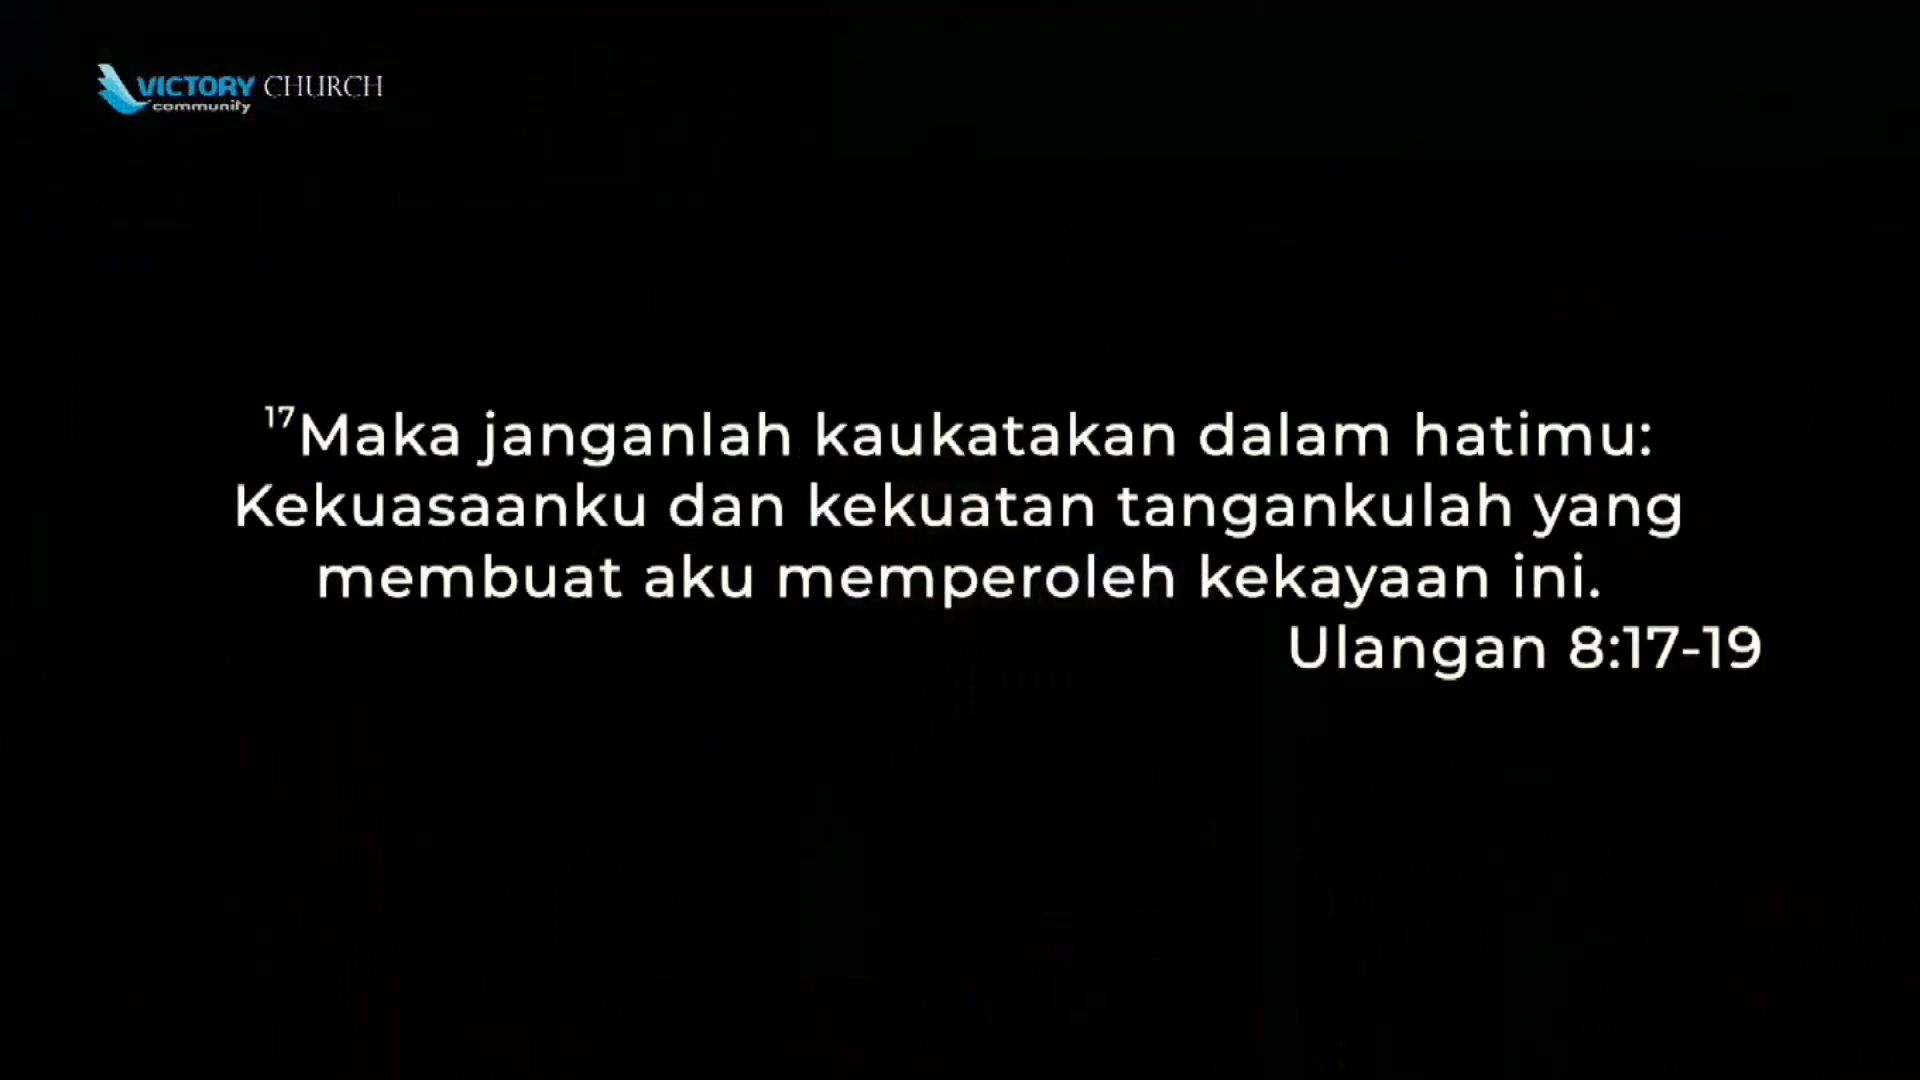 VICTORY CHURCH
community
¹⁷Maka janganlah kaukatakan dalam hatimu:
Kekuasaanku dan kekuatan tangankulah yang
membuat aku memperoleh kekayaan ini.
Ulangan 8:17-19